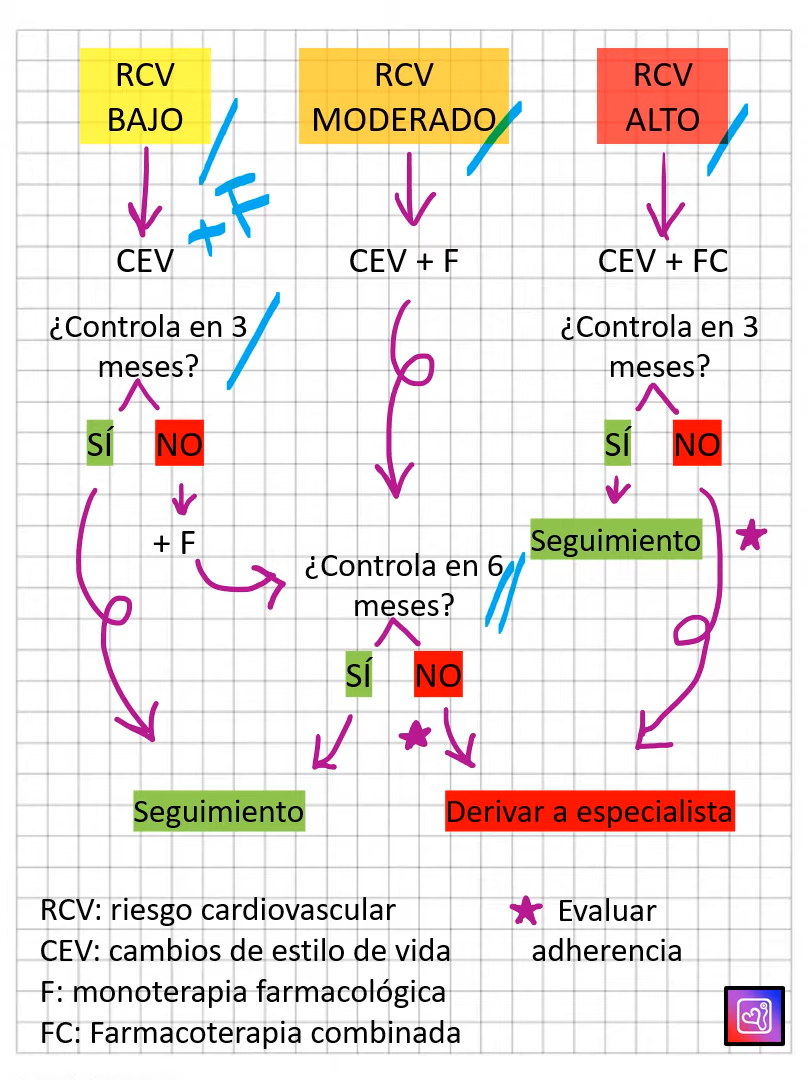 RCV
BAJO
RCV
MODERADO
RCV
ALTO
+F
CEV
CEV + F
CEV + FC
¿Controla en 3
meses?
¿Controla en 3
meses?
SÍ
NO
SÍ
NO
+ F
Seguimiento
¿Controla en 6
meses?
SÍ
NO
Seguimiento
Derivar a especialista
RCV: riesgo cardiovascular
CEV: cambios de estilo de vida
F: monoterapia farmacológica
FC: Farmacoterapia combinada
Evaluar
adherencia